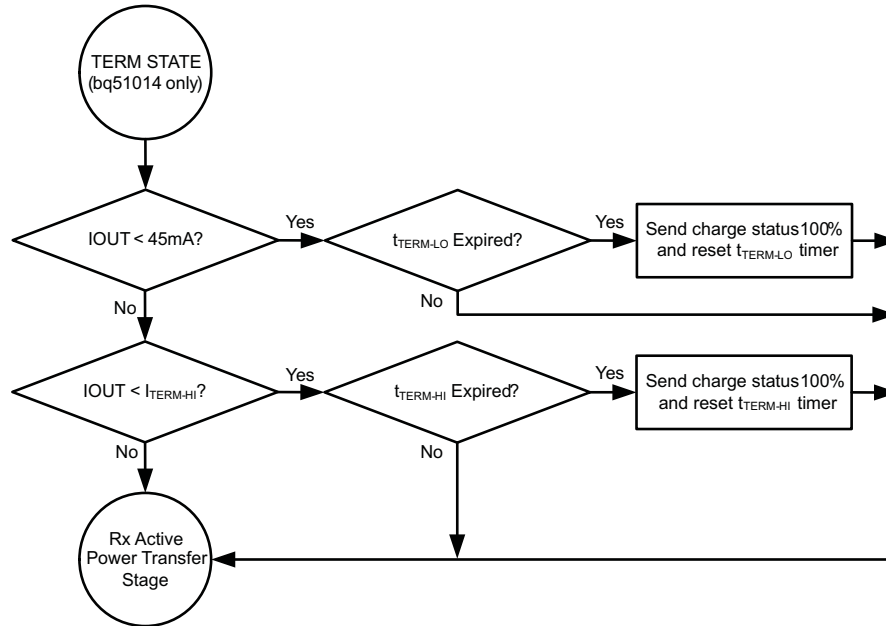 TERM STATE
(bq51014 only)
IOUT < 45mA?
Yes
tTERM-LO Expired?
Yes
Send charge status100%
and reset tTERM-LO timer
No
No
IOUT < ITERM-HI?
Yes
tTERM-HI Expired?
Yes
Send charge status100%
and reset tTERM-HI timer
No
No
Rx Active
Power Transfer
Stage